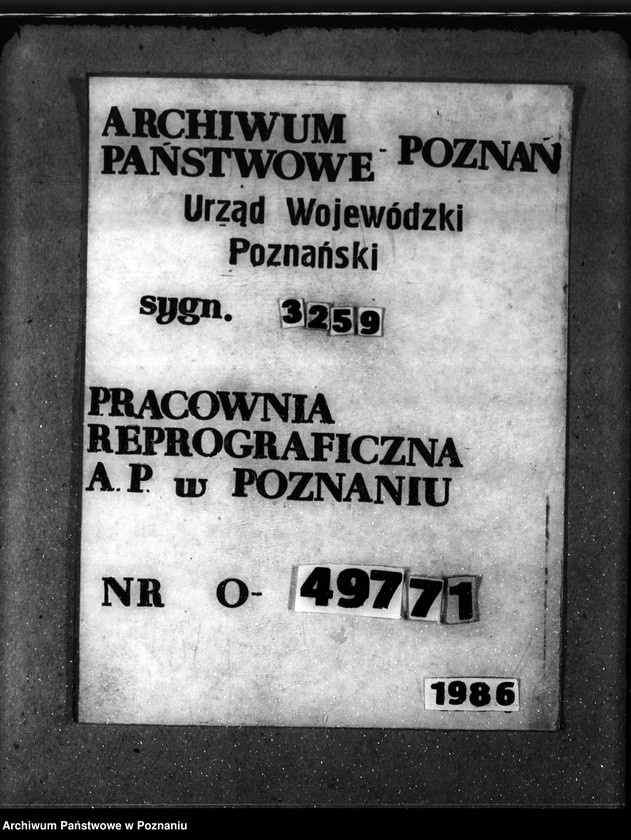 ARCHIWUM
PAŃSTWOWE - POZNAŃ
Urząd Wojewódzki
Poznański
sygn. 3259
PRACOWNIA
REPROGRAFICZNA
A.P. w POZNANIU
NR O- 49771
1986
Archiwum Państwowe w Poznaniu